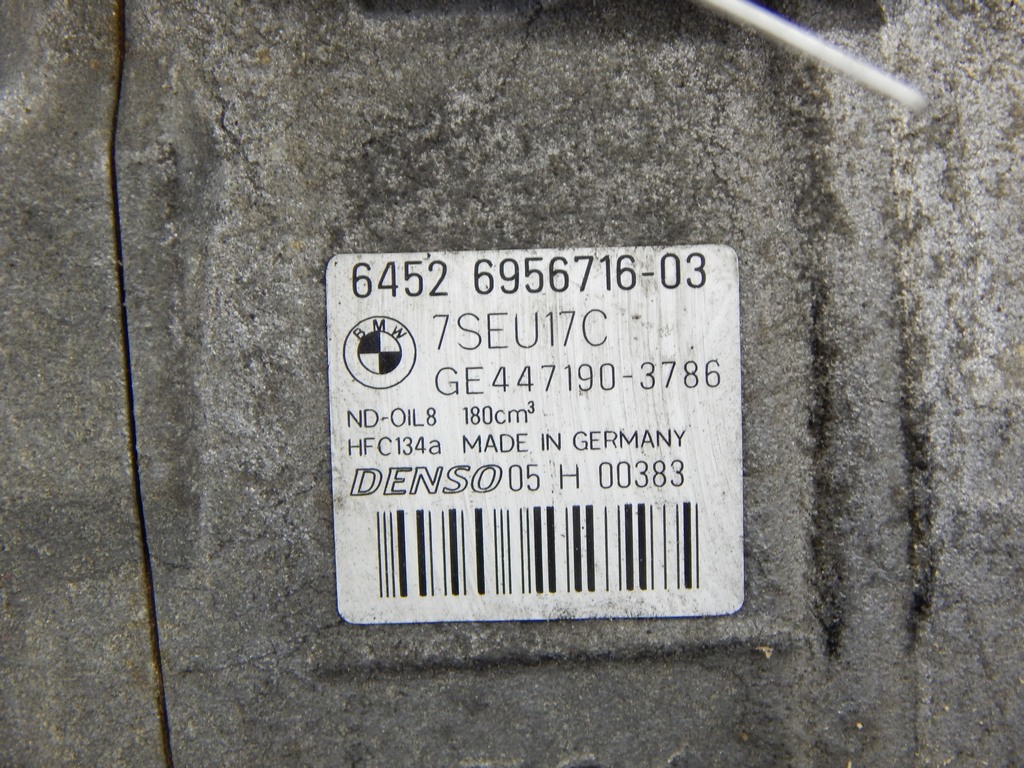 6452 6956716-03
BMW
7SEU17C
GE447190-3786
ND-OIL8 180cm³
HFC134a MADE IN GERMANY
DENSO 05 H 00383